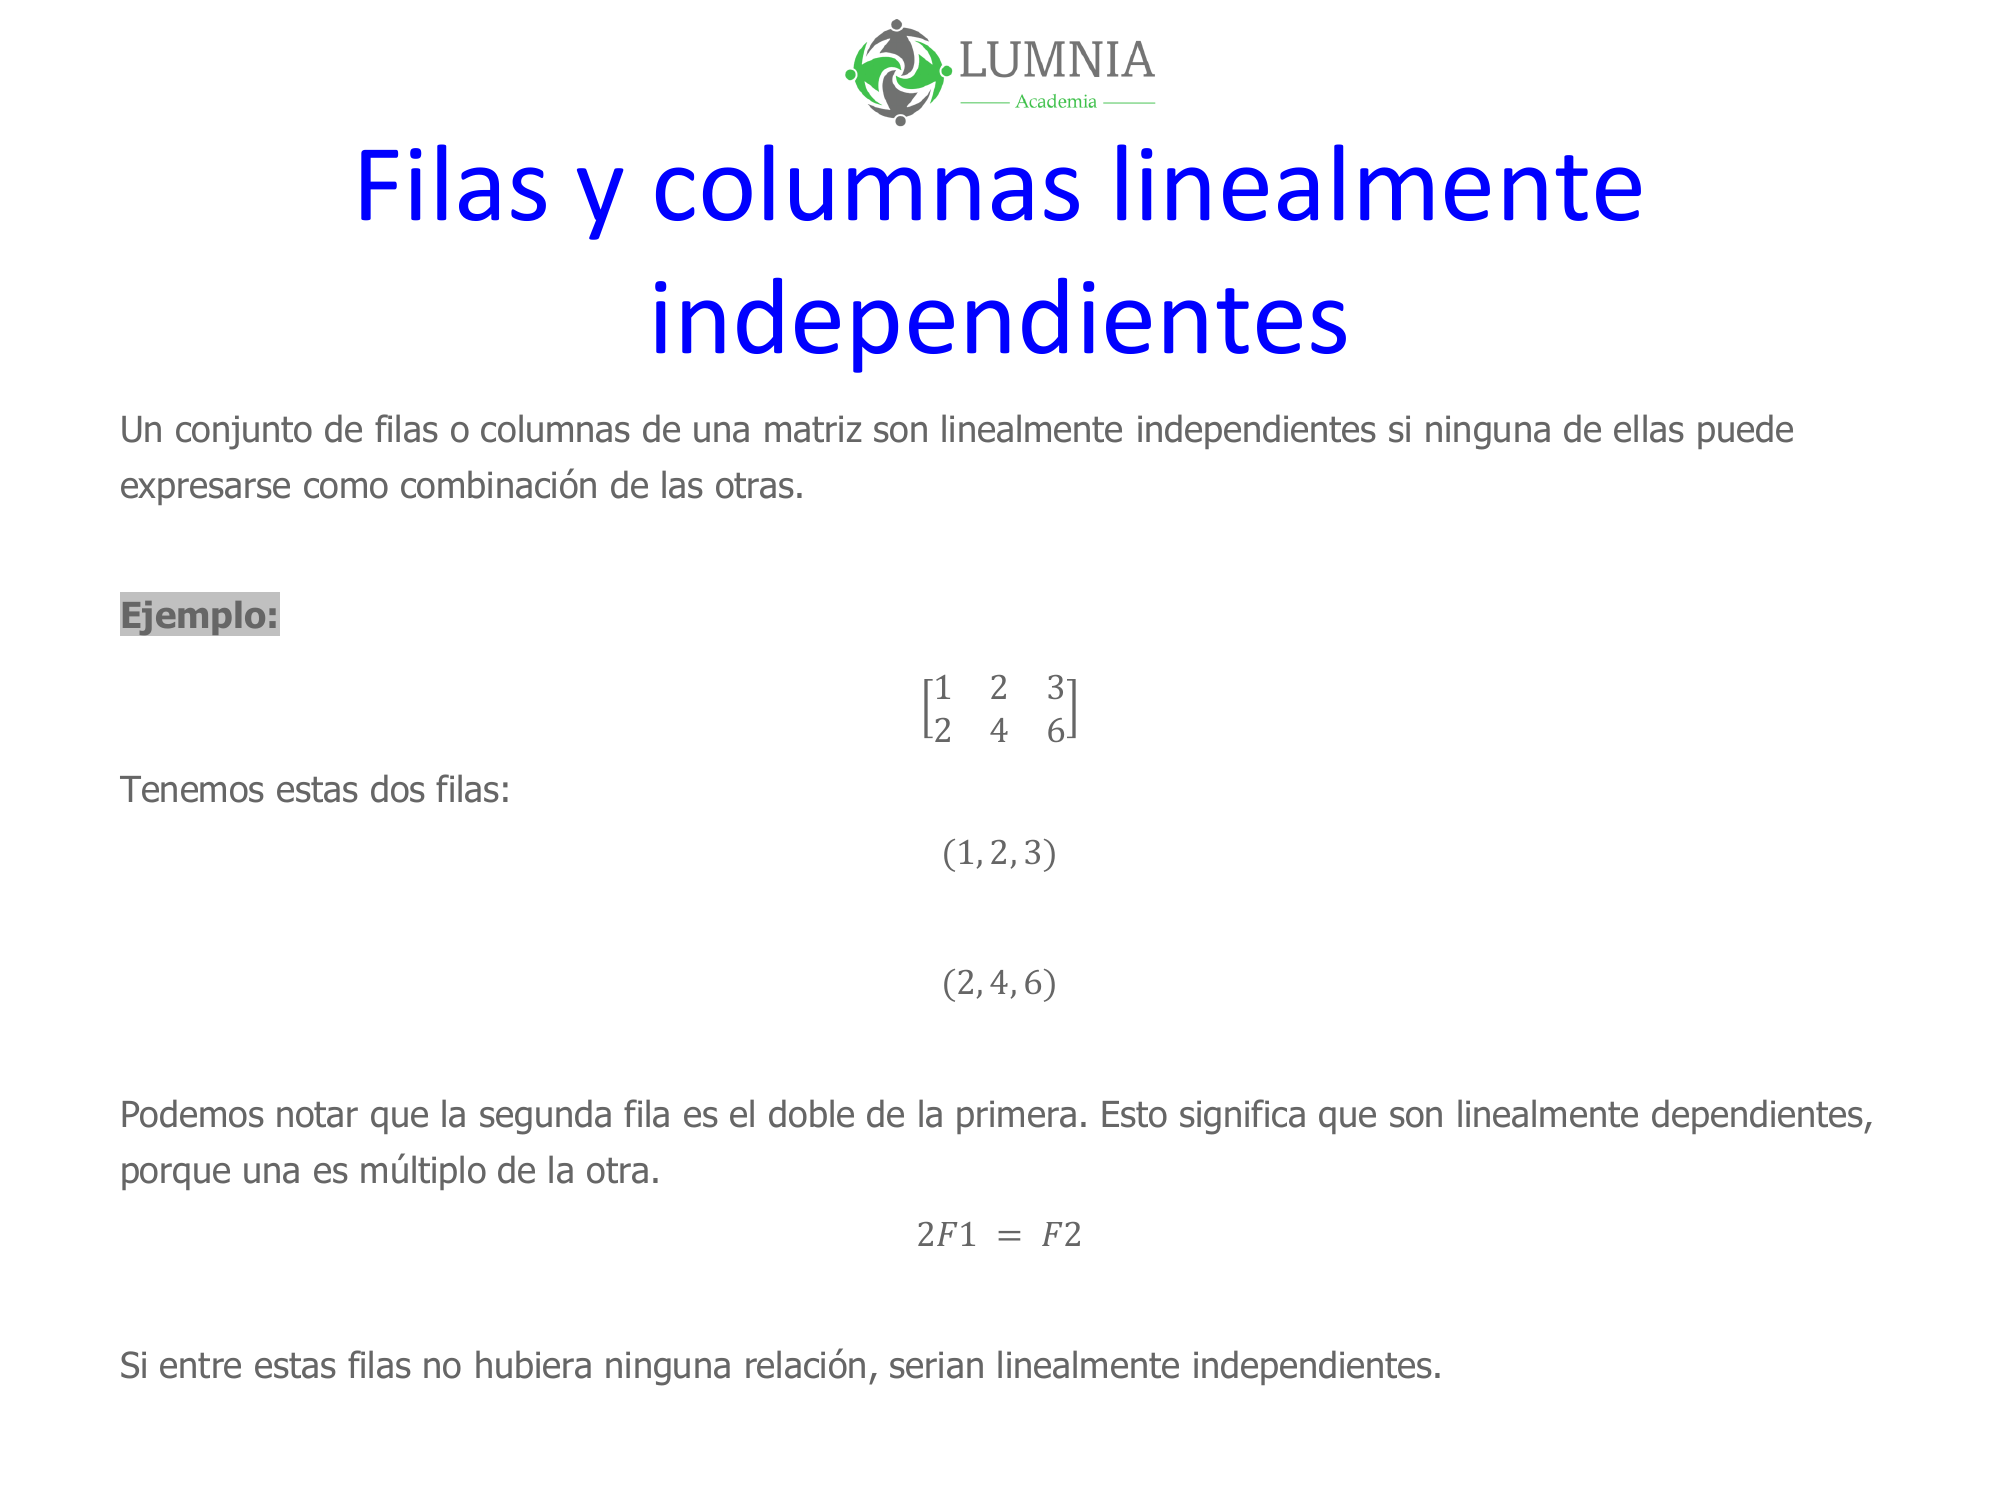 LUMNIA
Academia
Filas y columnas linealmente
independientes
Un conjunto de filas o columnas de una matriz son linealmente independientes si ninguna de ellas puede
expresarse como combinación de las otras.
Ejemplo:
[1 2 3
2 4 6]
Tenemos estas dos filas:
(1, 2, 3)
(2, 4, 6)
Podemos notar que la segunda fila es el doble de la primera. Esto significa que son linealmente dependientes,
porque una es múltiplo de la otra.
2F1 = F2
Si entre estas filas no hubiera ninguna relación, serian linealmente independientes.